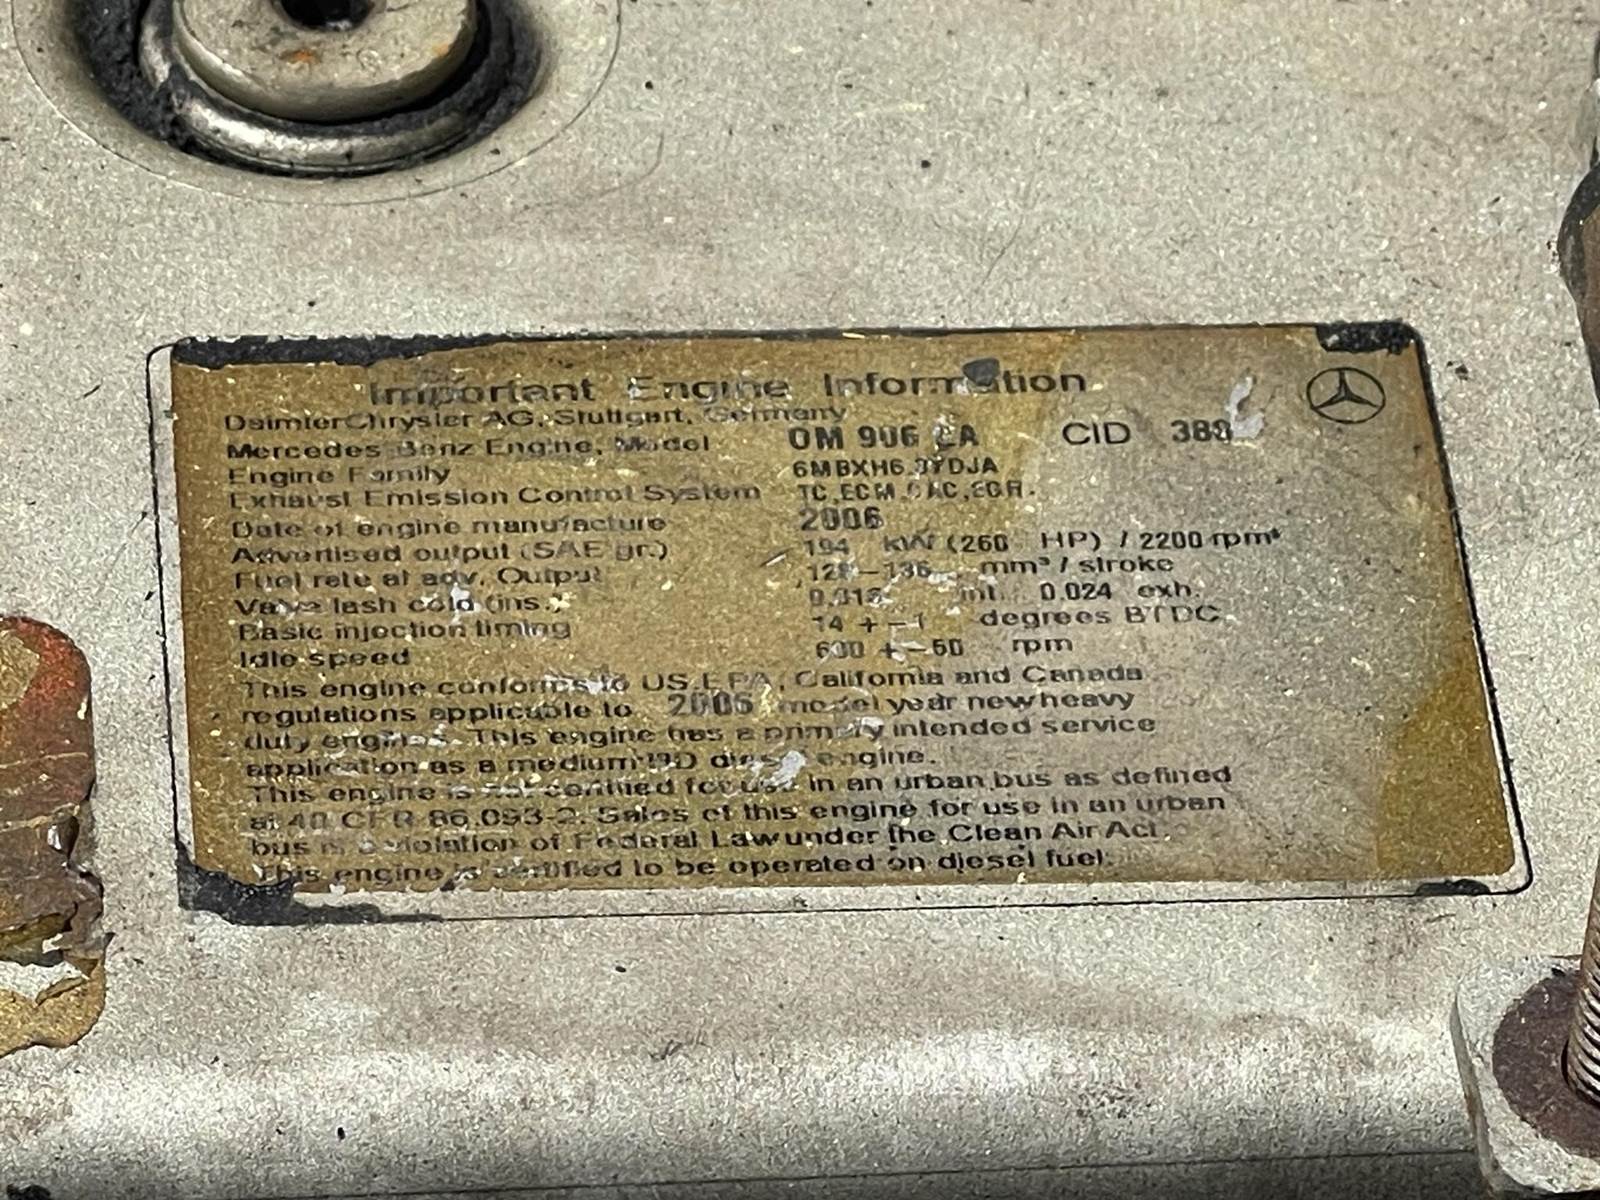 Important Engine Information
DaimlerChrysler AG, Stuttgart, Germany
Mercedes Benz Engine, Model OM 906 LA CID 388
Engine Family
Exhaust Emission Control System TC,ECM,CAC,EGR.
Date of engine manufacture 2006
Advertised output (SAE gr.) 194 kW (260 HP) / 2200 rpm
Fuel rate at adv. Output mm³ / stroke
Valve lash cold (ins.) int. 0.024 exh.
Basic injection timing 14 +-1 degrees BTDC
Idle speed +-50 rpm
This engine conforms to US.EPA, California and Canada
regulations applicable to 2006 model year new heavy
duty engines. This engine has a primary intended service
application as a medium HD diesel engine.
This engine is not certified for use in an urban bus as defined
at 40 CFR 86.093-2. Sales of this engine for use in an urban
bus is a violation of Federal Law under the Clean Air Act.
This engine is certified to be operated on diesel fuel.